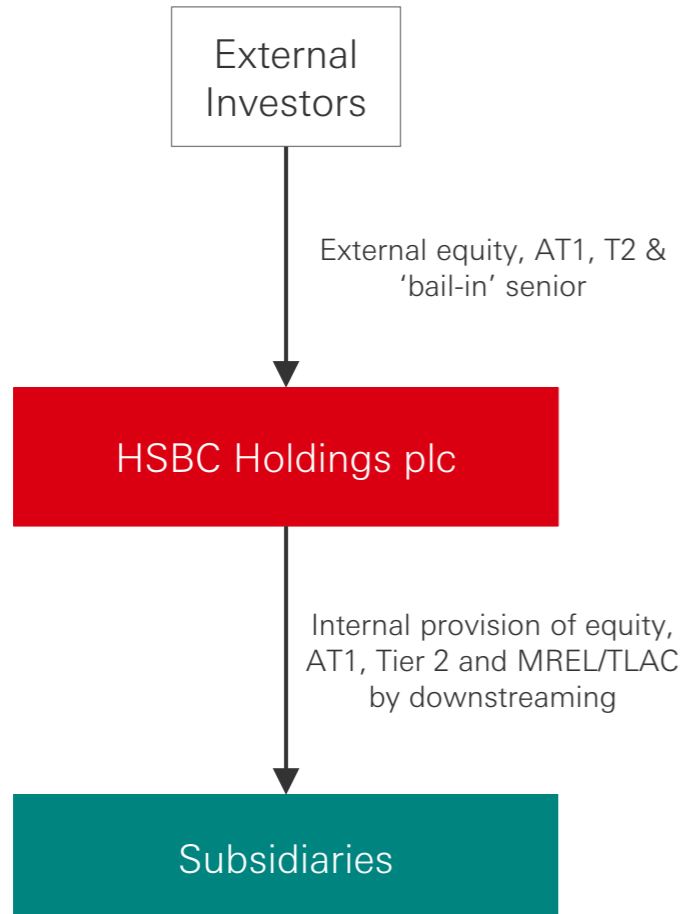 External
Investors
External equity, AT1, T2 &
‘bail-in’ senior
HSBC Holdings plc
Internal provision of equity,
AT1, Tier 2 and MREL/TLAC
by downstreaming
Subsidiaries